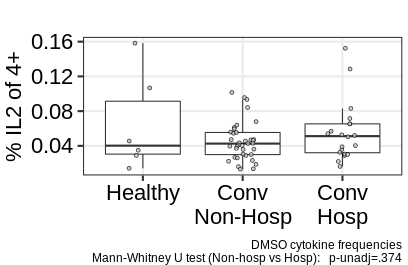 % IL2 of 4+
0.16
0.12
0.08
0.04
Healthy
Conv
Non-Hosp
Conv
Hosp
DMSO cytokine frequencies
Mann-Whitney U test (Non-hosp vs Hosp): p-unadj=.374